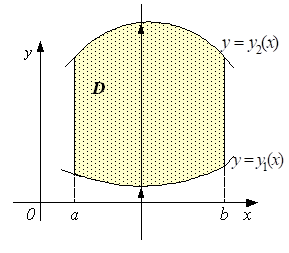 y = y₂(x)
y
D
y = y₁(x)
0 a b x